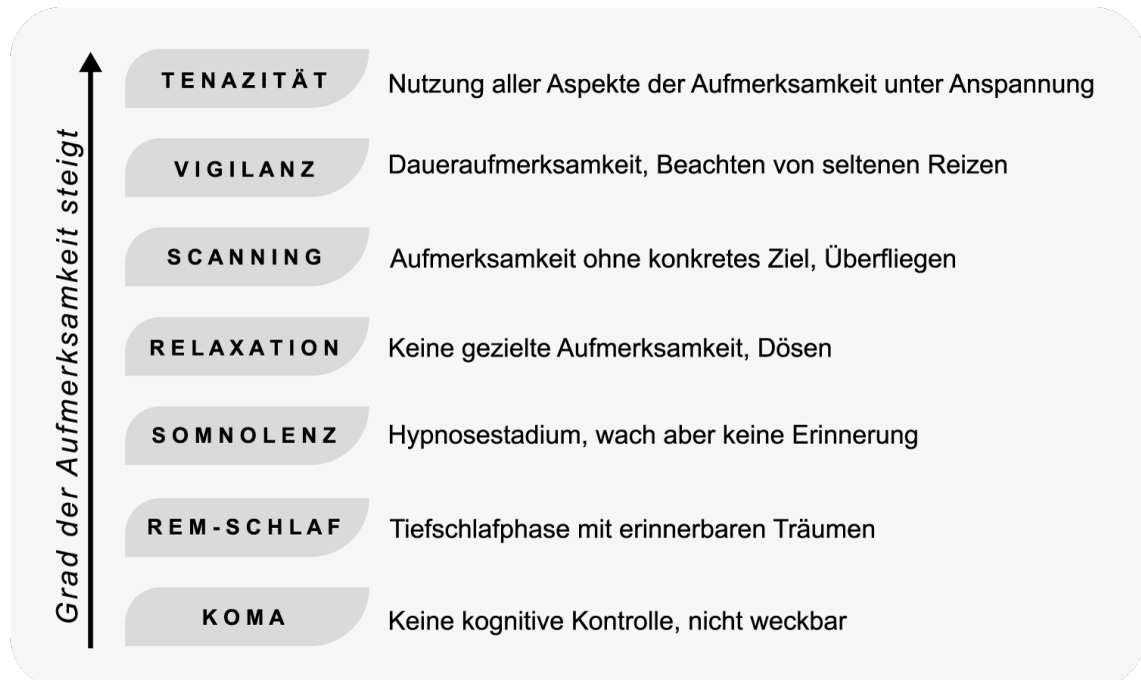 Grad der Aufmerksamkeit steigt
TENAZITÄT Nutzung aller Aspekte der Aufmerksamkeit unter Anspannung
VIGILANZ Daueraufmerksamkeit, Beachten von seltenen Reizen
SCANNING Aufmerksamkeit ohne konkretes Ziel, Überfliegen
RELAXATION Keine gezielte Aufmerksamkeit, Dösen
SOMNOLENZ Hypnosestadium, wach aber keine Erinnerung
REM-SCHLAF Tiefschlafphase mit erinnerbaren Träumen
KOMA Keine kognitive Kontrolle, nicht weckbar